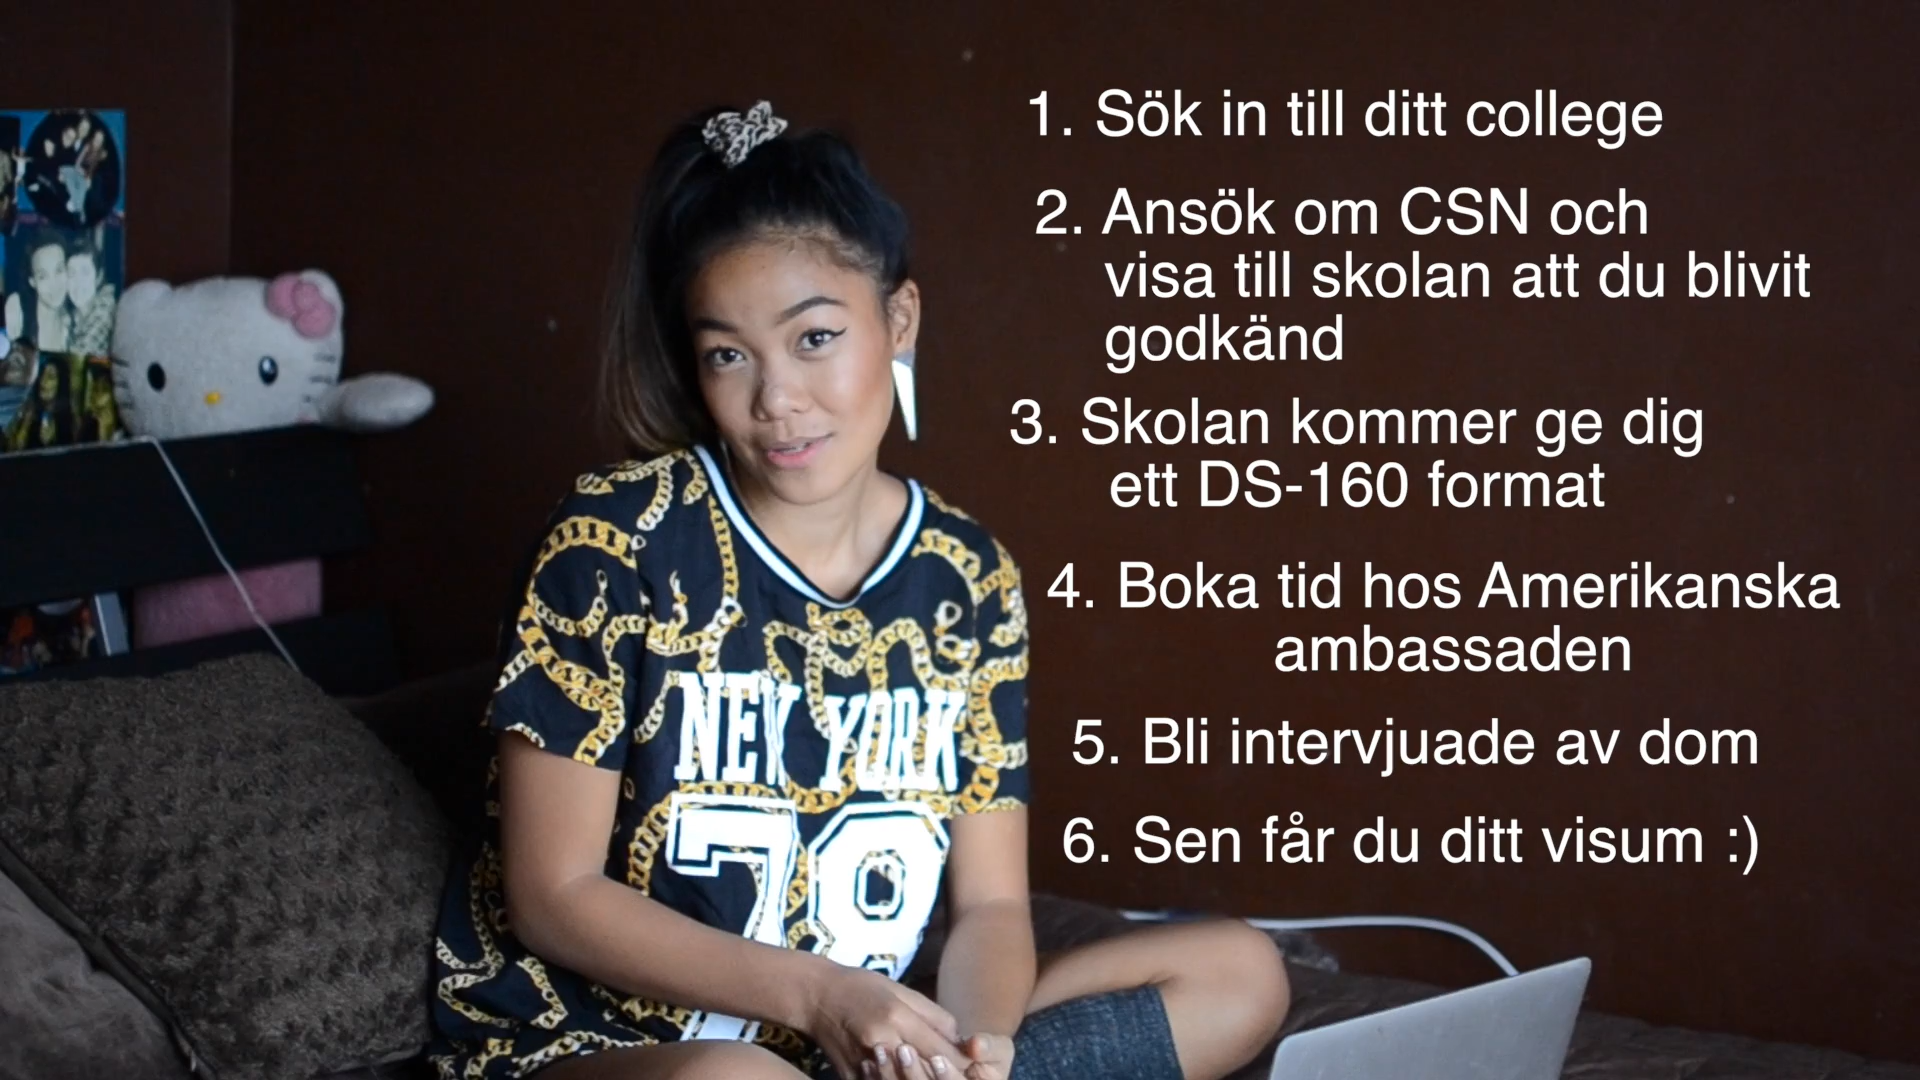 1. Sök in till ditt college
2. Ansök om CSN och
visa till skolan att du blivit
godkänd
3. Skolan kommer ge dig
ett DS-160 format
4. Boka tid hos Amerikanska
ambassaden
5. Bli intervjuade av dom
6. Sen får du ditt visum :)
NEW YORK
78